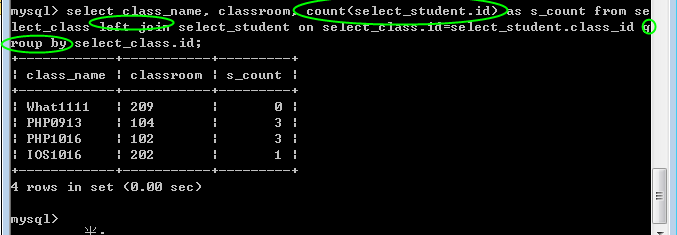 mysql> select class_name, classroom, count(select_student.id) as s_count from se
lect_class left join select_student on select_class.id=select_student.class_id g
roup by select_class.id;
+------------+-----------+---------+
| class_name | classroom | s_count |
+------------+-----------+---------+
| What1111 | 209 | 0 |
| PHP0913 | 104 | 3 |
| PHP1016 | 102 | 3 |
| IOS1016 | 202 | 1 |
+------------+-----------+---------+
4 rows in set (0.00 sec)
mysql>